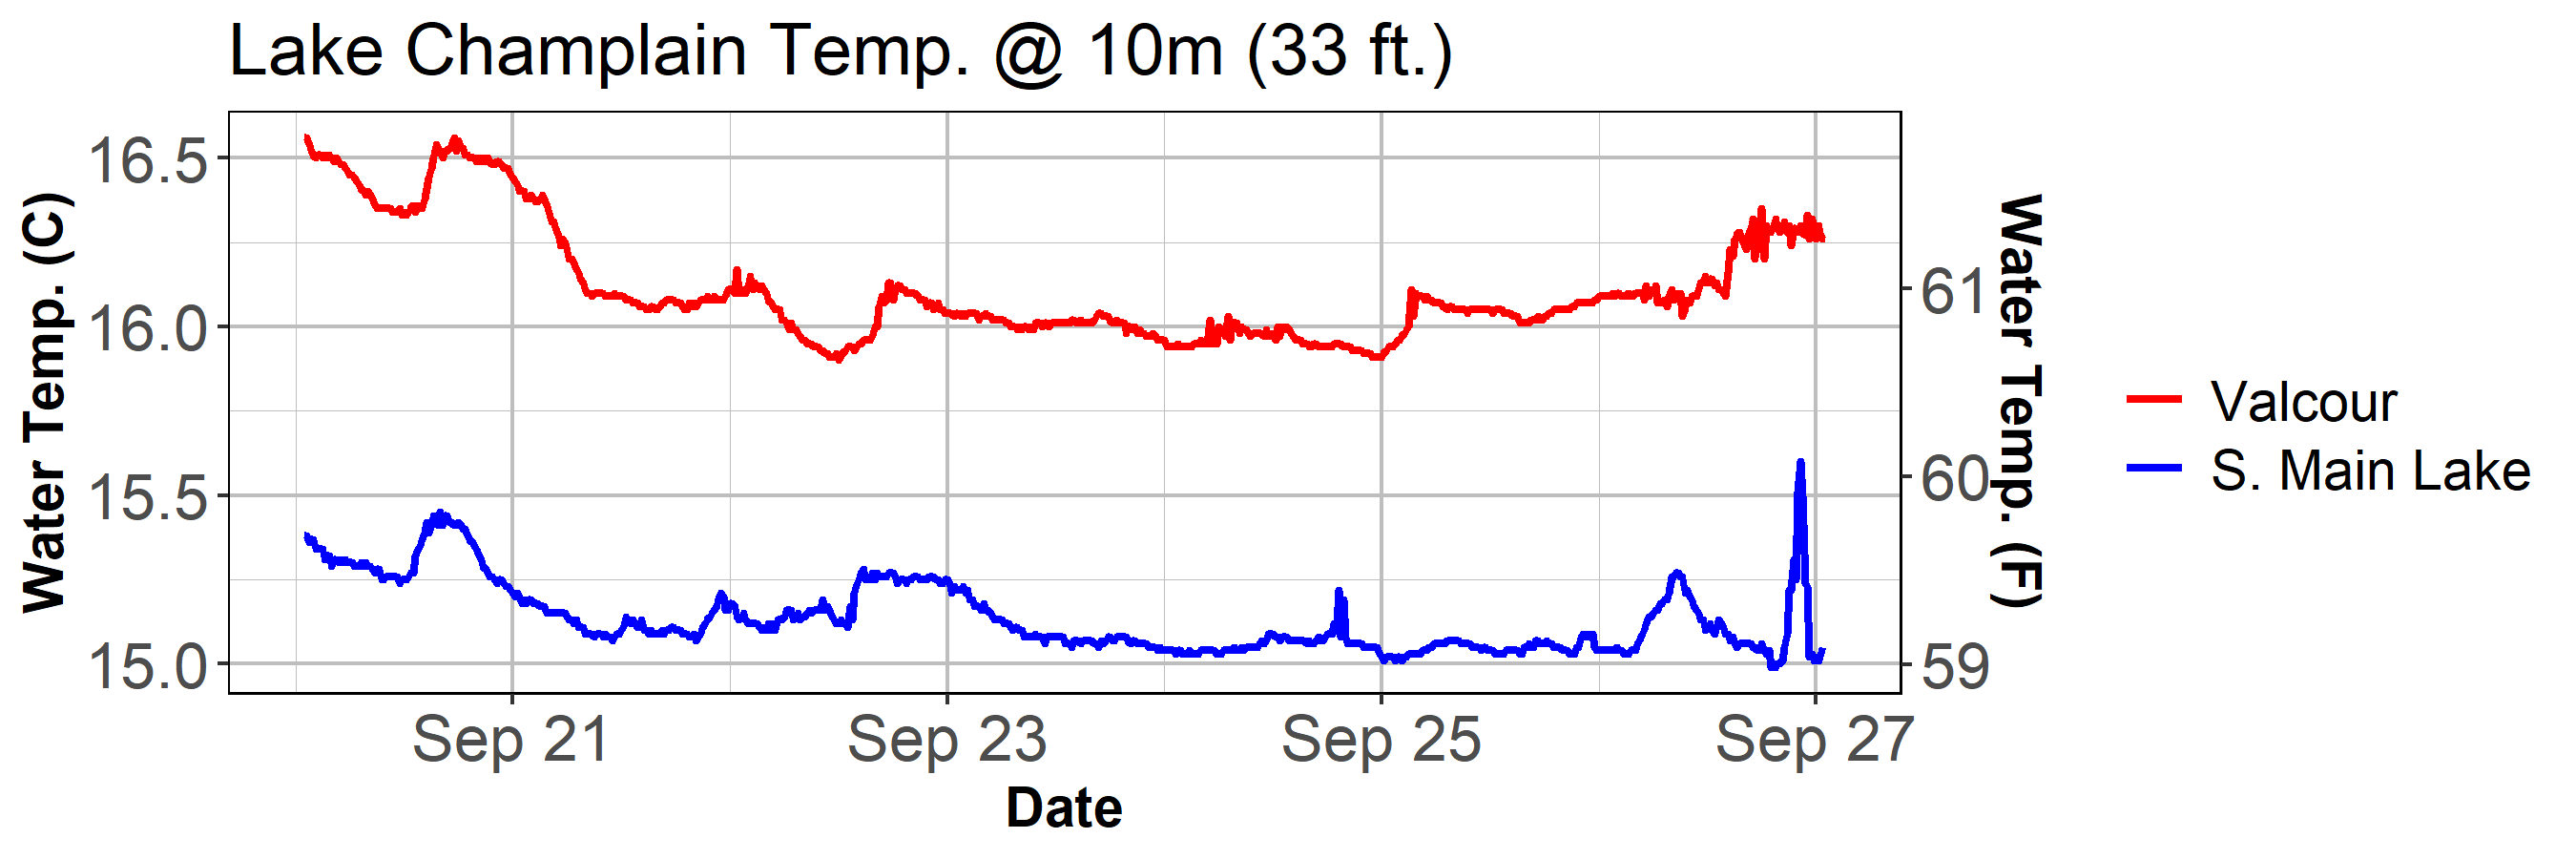 Lake Champlain Temp. @ 10m (33 ft.)
Water Temp. (C)
16.5
16.0
15.5
15.0
Sep 21
Sep 23
Sep 25
Sep 27
Date
61
60
59
Water Temp. (F)
Valcour
S. Main Lake